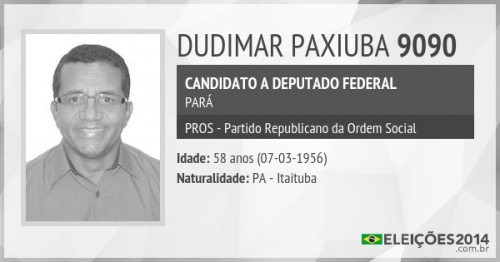 DUDIMAR PAXIUBA 9090
CANDIDATO A DEPUTADO FEDERAL
PARÁ
PROS - Partido Republicano da Ordem Social
Idade: 58 anos (07-03-1956)
Naturalidade: PA - Itaituba
ELEIÇÕES2014
.com.br